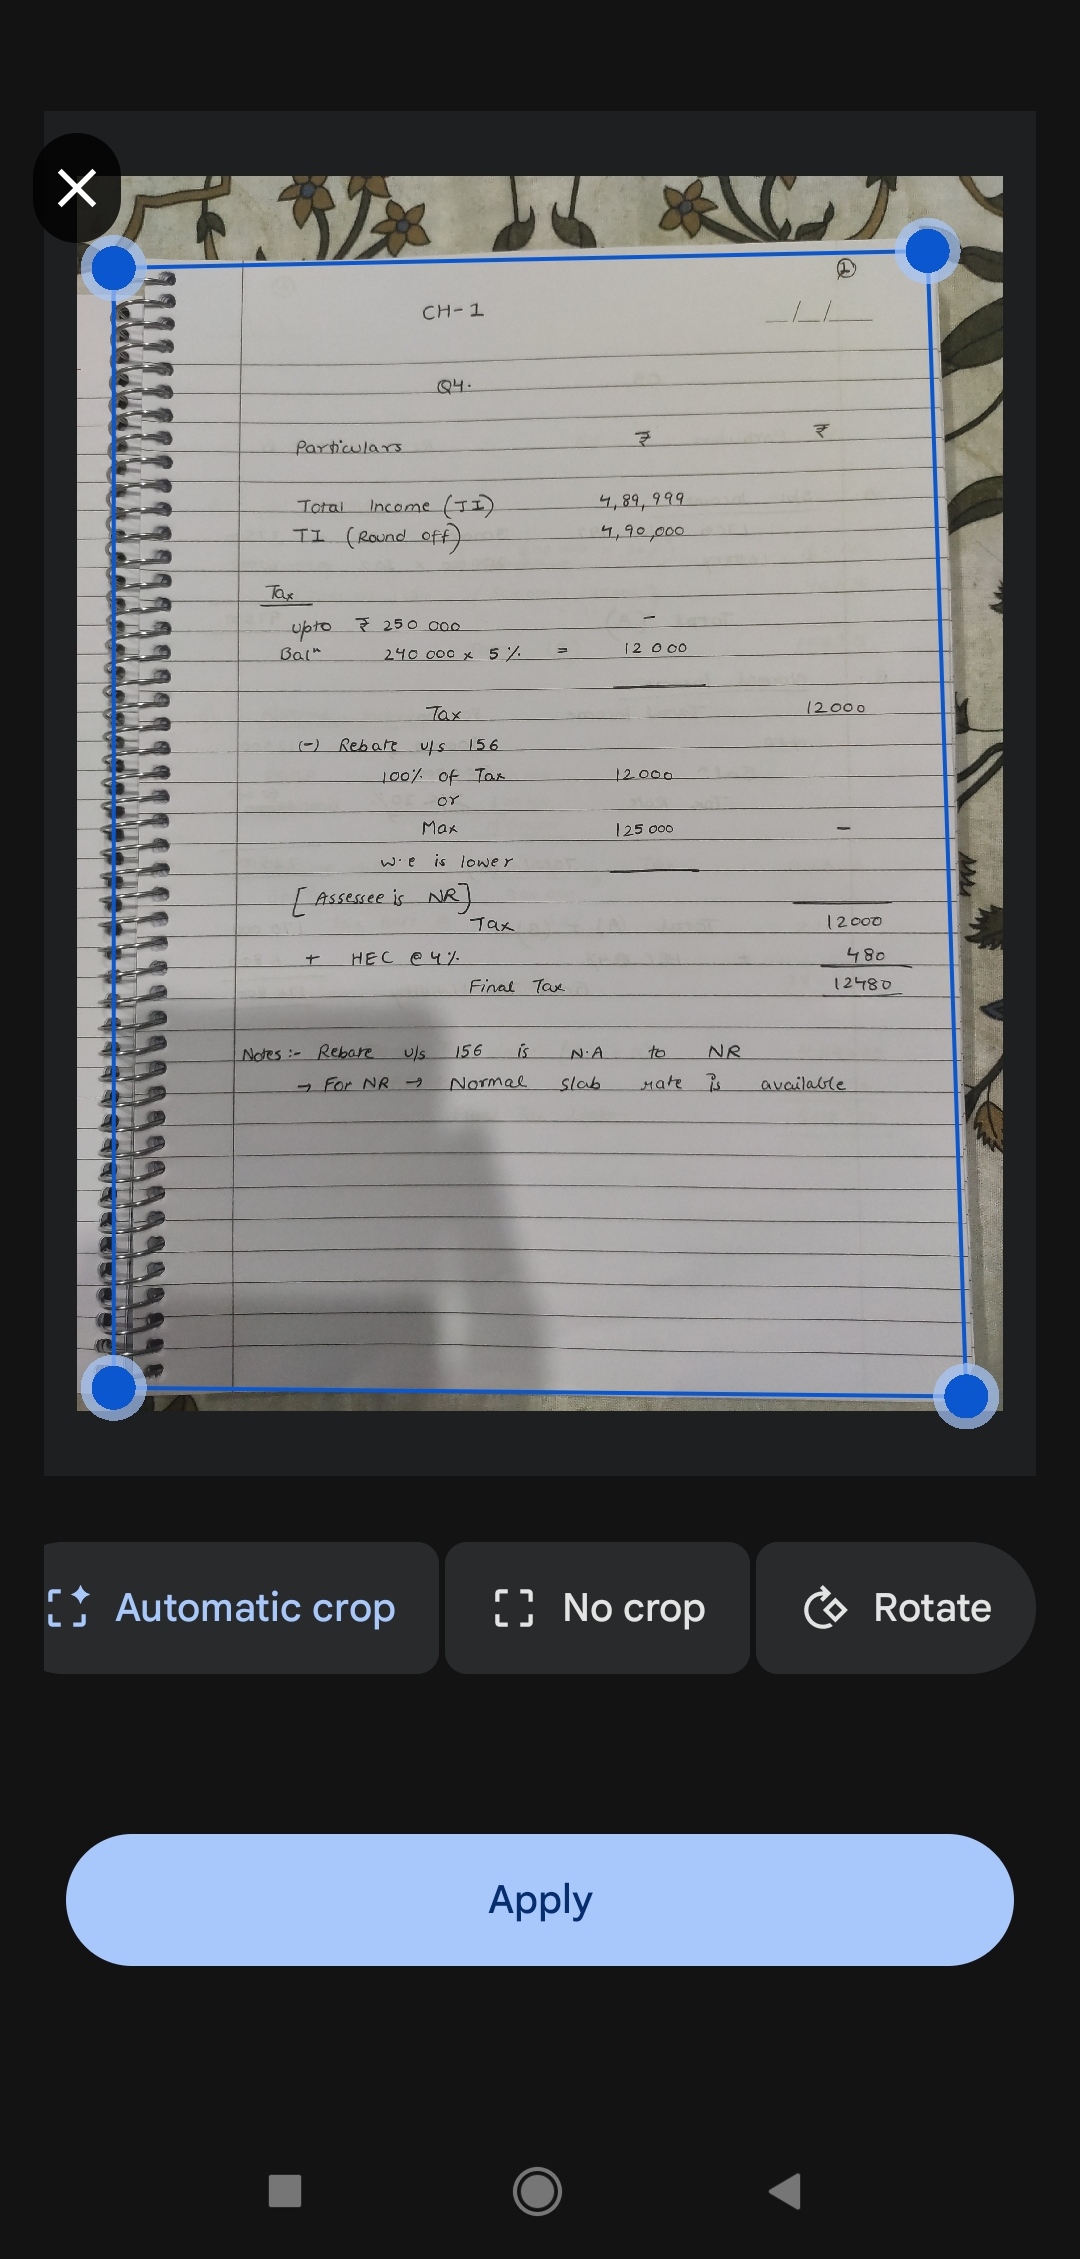 2
CH-1
_/_/__
Q4.
Particulars ₹ ₹
Total Income (TI) 4,89,999
TI (Round off) 4,90,000
Tax
upto ₹ 250 000 -
Balⁿ 240 000 x 5% = 12 000
Tax 12000
(-) Rebate u/s 156
100% of Tax 12000
or
Max 125 000 -
w.e is lower
[Assessee is NR]
Tax 12000
+ HEC @ 4% 480
Final Tax 12480
Notes :- Rebate u/s 156 is N.A to NR
→ For NR → Normal slab rate is available
Automatic crop
No crop
Rotate
Apply